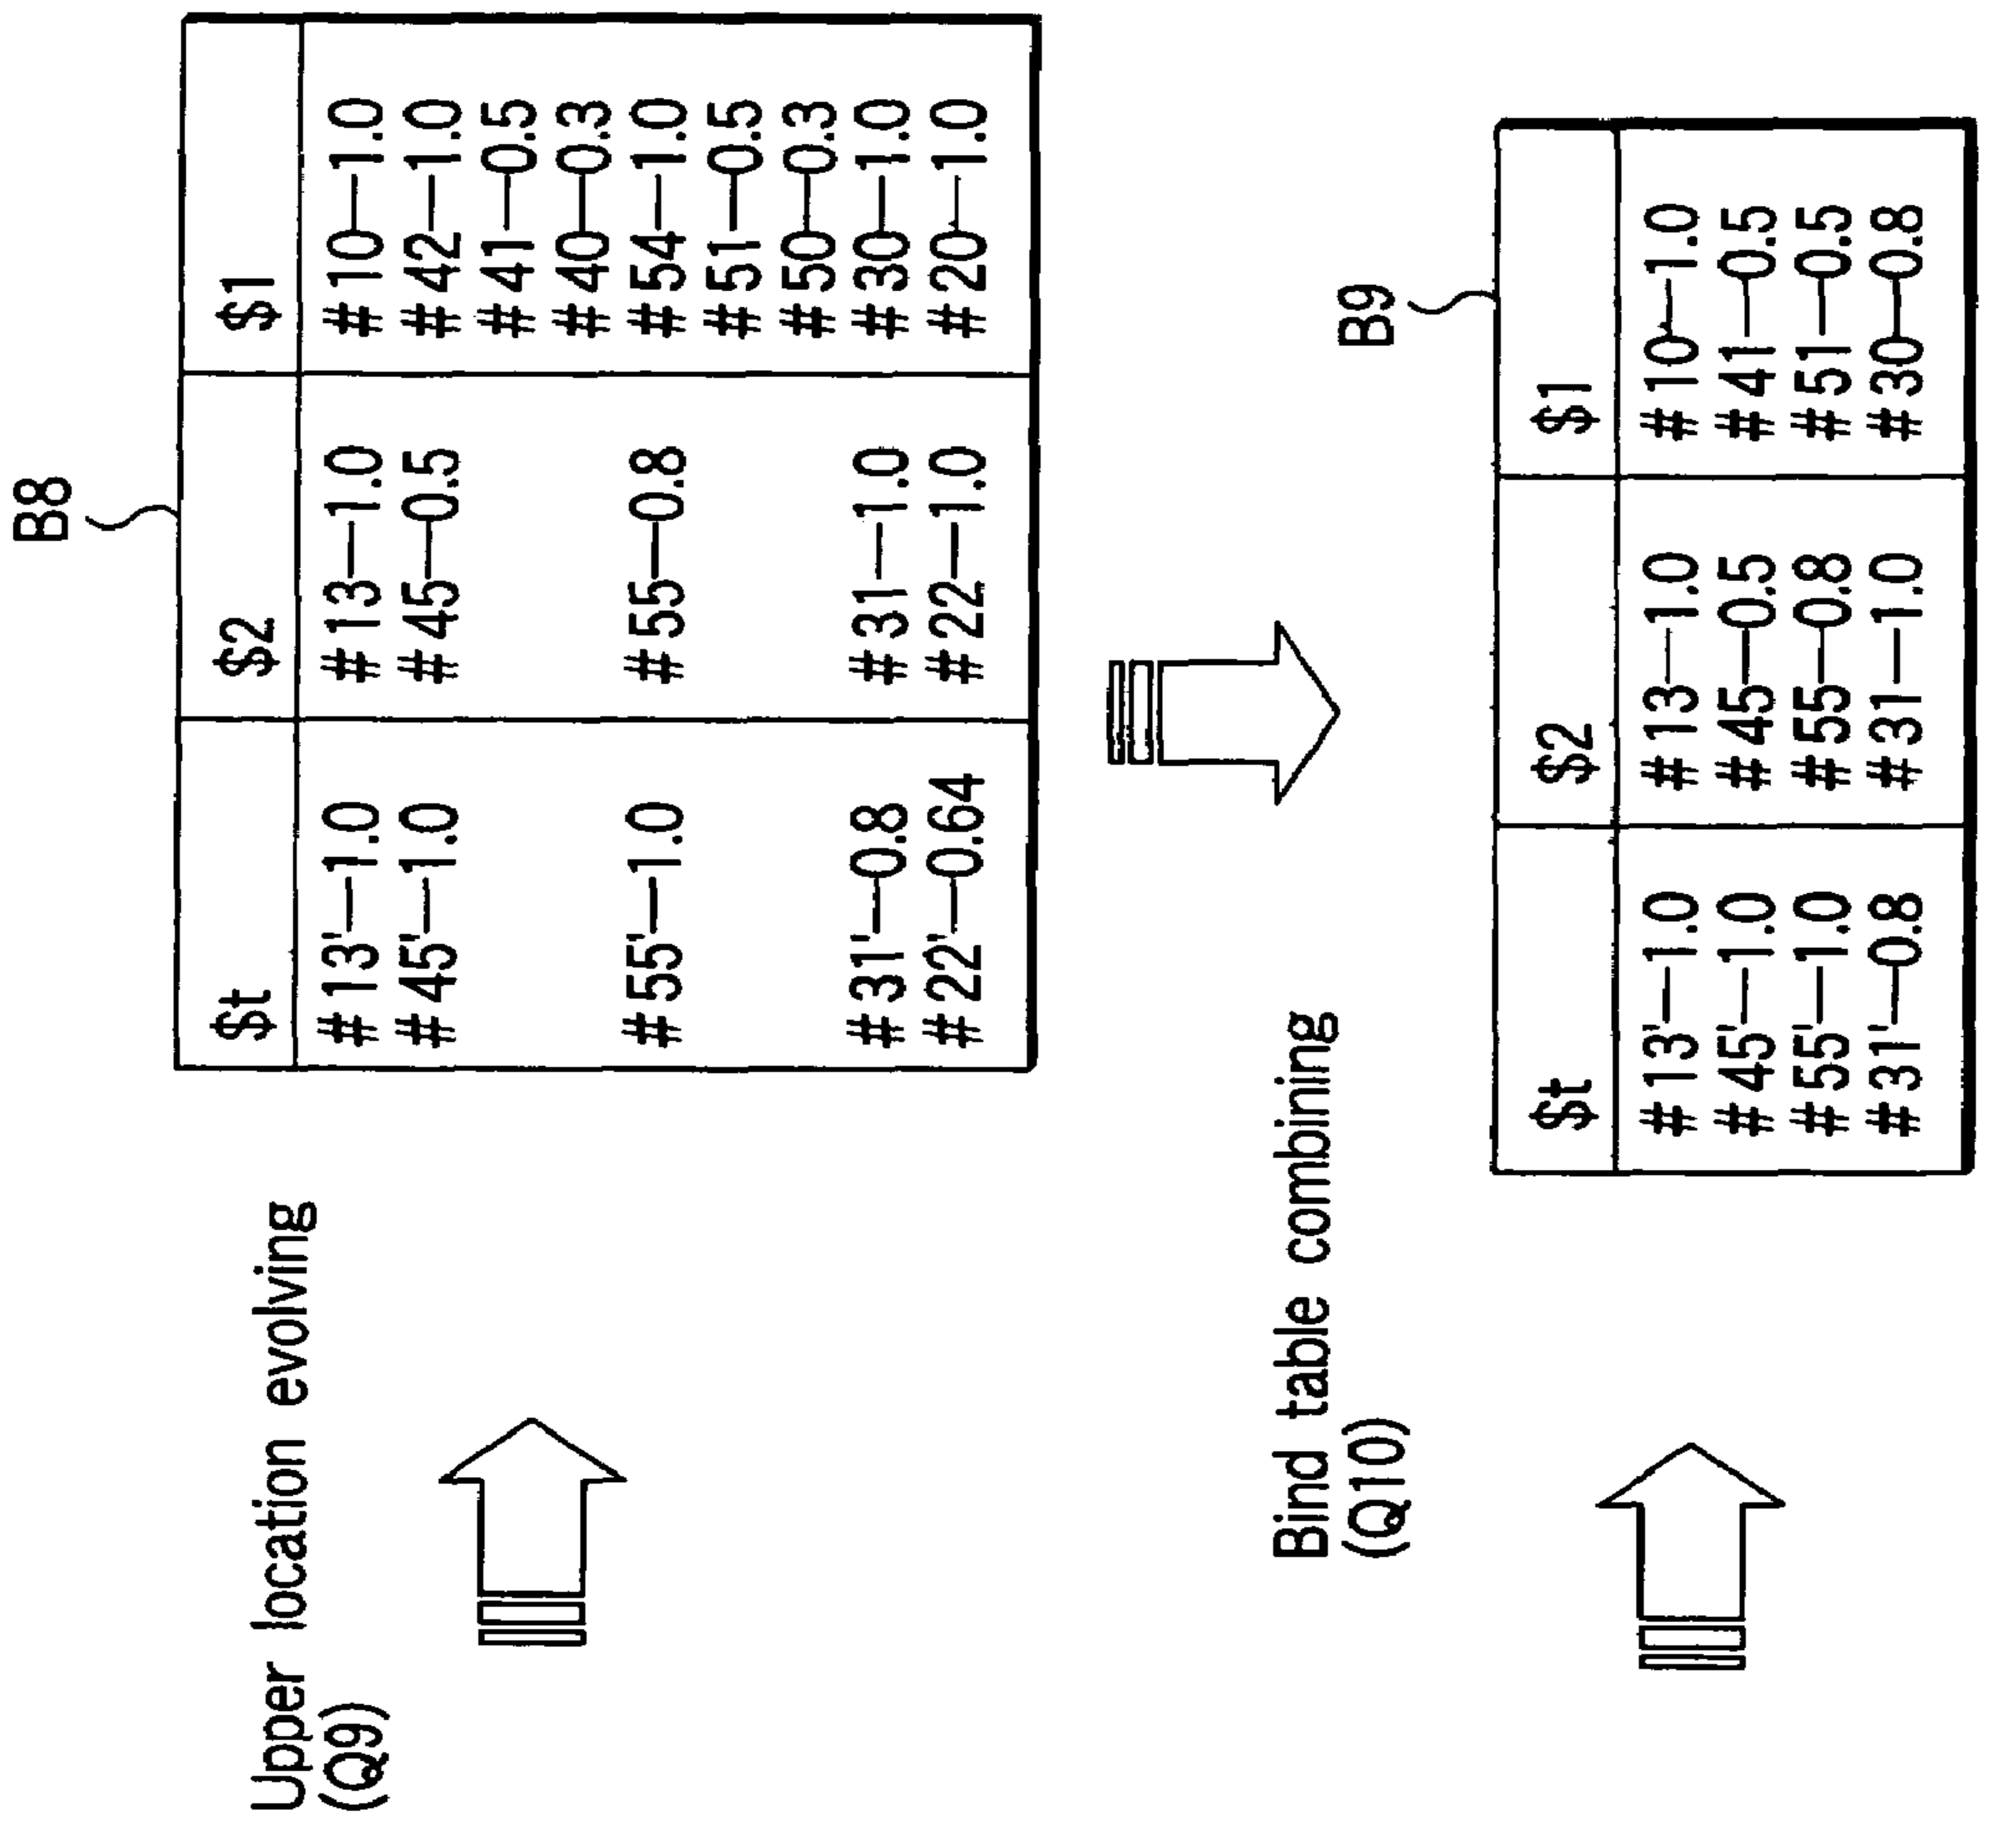 Upper location evolving
(Q9)
B8
$t $2 $1
#13'—1.0 #13—1.0 #10—1.0
#45'—1.0 #45—0.5 #42—1.0
#41—0.5
#40—0.3
#55'—1.0 #55—0.8 #54—1.0
#51—0.5
#50—0.3
#31'—0.8 #31—1.0 #30—1.0
#22'—0.64 #22—1.0 #20—1.0
Bind table combining
(Q10)
B9
$t $2 $1
#13'—1.0 #13—1.0 #10—1.0
#45'—1.0 #45—0.5 #41—0.5
#55'—1.0 #55—0.8 #51—0.5
#31'—0.8 #31—1.0 #30—0.8